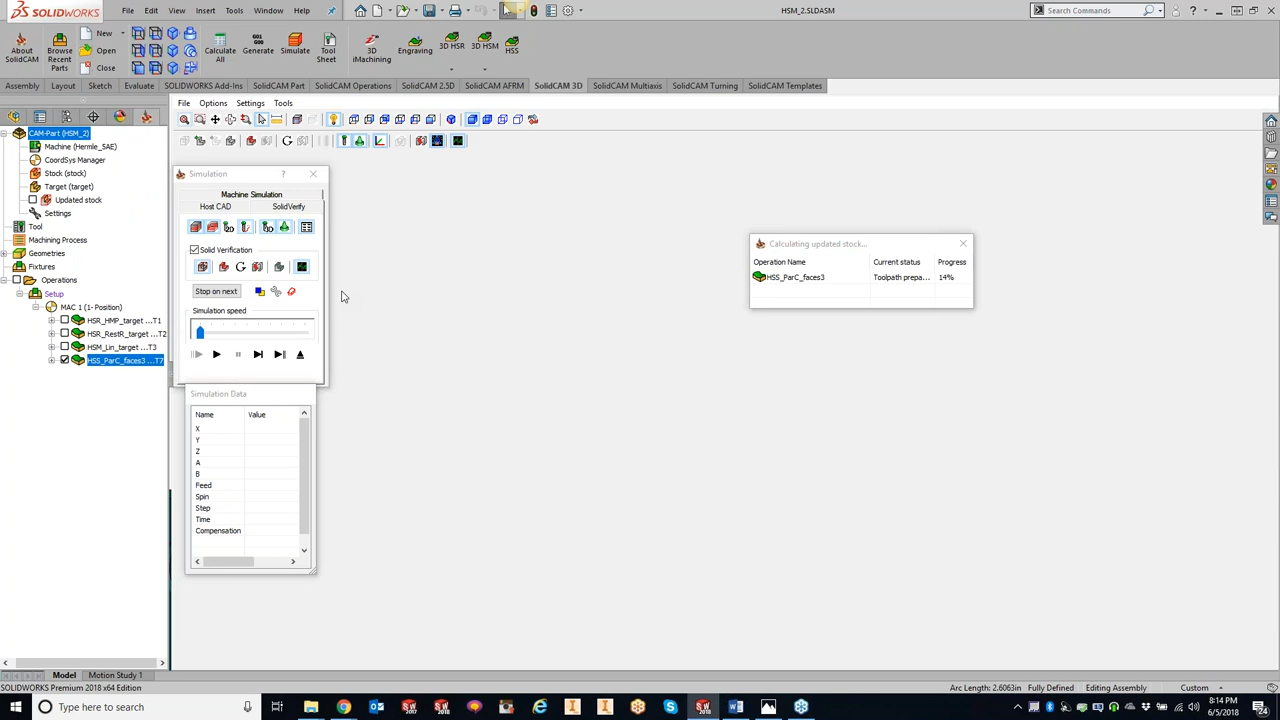 SOLIDWORKS File Edit View Insert Tools SolidCAM Window Help HSM_2.SLDASM Search Commands
About SolidCAM Browse Recent Parts New Open Close Calculate All G01 G00 Generate Simulate Tool Sheet 3D iMachining Engraving 3D HSR 3D HSM HSS
Assembly Layout Sketch Evaluate SOLIDWORKS Add-Ins SolidCAM Part SolidCAM Operations SolidCAM 2.5D SolidCAM AFRM SolidCAM 3D SolidCAM Multiaxis SolidCAM Turning SolidCAM Templates
File Options Settings Tools
CAM-Part (HSM_2)
Machine (Hermle_SAE)
CoordSys Manager
Stock (stock)
Target (target)
Updated stock
Settings
Tool
Machining Process
Geometries
Fixtures
Operations
Setup
MAC 1 (1- Position)
HSR_HMP_target ...T1
HSR_RestR_target ...T2
HSM_Lin_target ...T3
HSS_ParC_faces3 ...T7
Simulation ?
Machine Simulation
Host CAD SolidVerify
Solid Verification
Stop on next
Simulation speed
Simulation Data
Name Value
X
Y
Z
A
B
Feed
Spin
Step
Time
Compensation
Calculating updated stock...
Operation Name Current status Progress
HSS_ParC_faces3 Toolpath prepa... 14%
Model Motion Study 1
SOLIDWORKS Premium 2018 x64 Edition Arc Length: 2.6063in Fully Defined Editing Assembly Custom
Type here to search 8:14 PM
6/5/2018